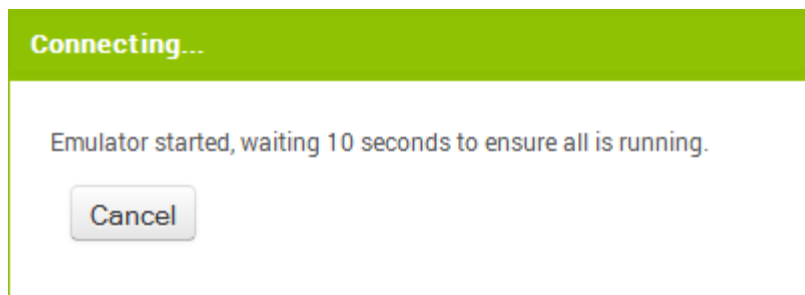 Connecting...
Emulator started, waiting 10 seconds to ensure all is running.
Cancel